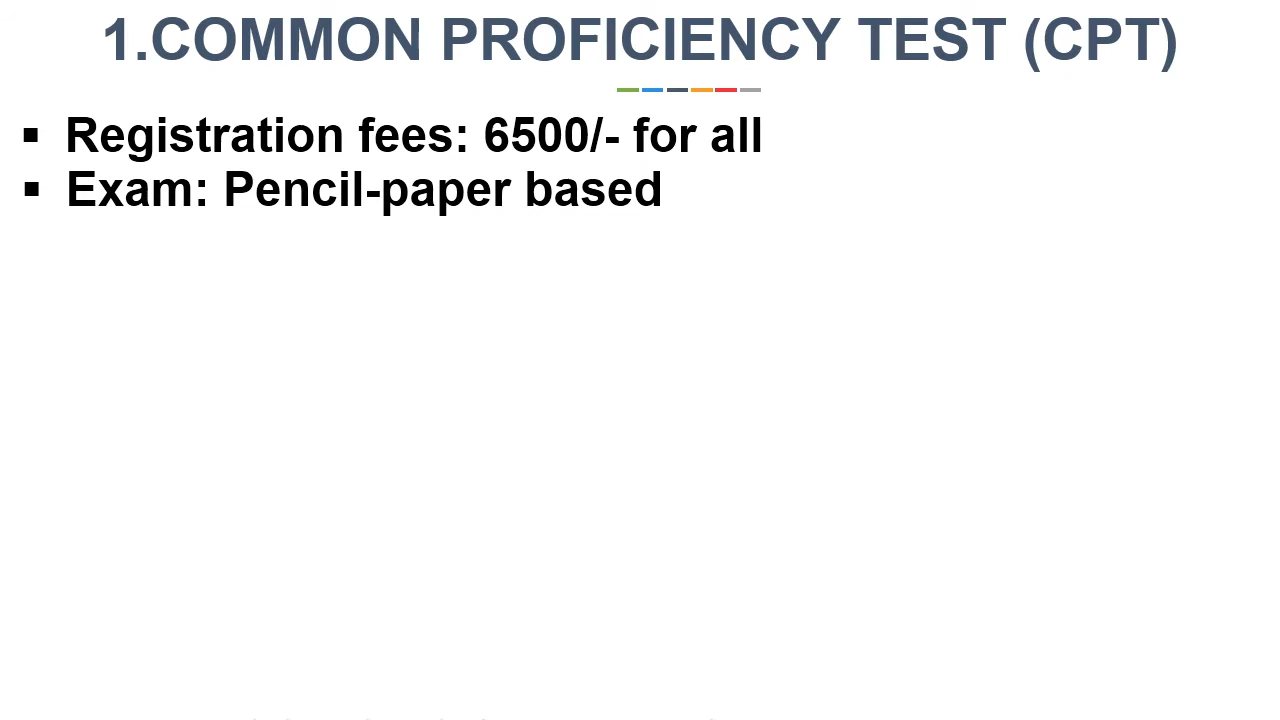 1.COMMON PROFICIENCY TEST (CPT)
▪ Registration fees: 6500/- for all
▪ Exam: Pencil-paper based